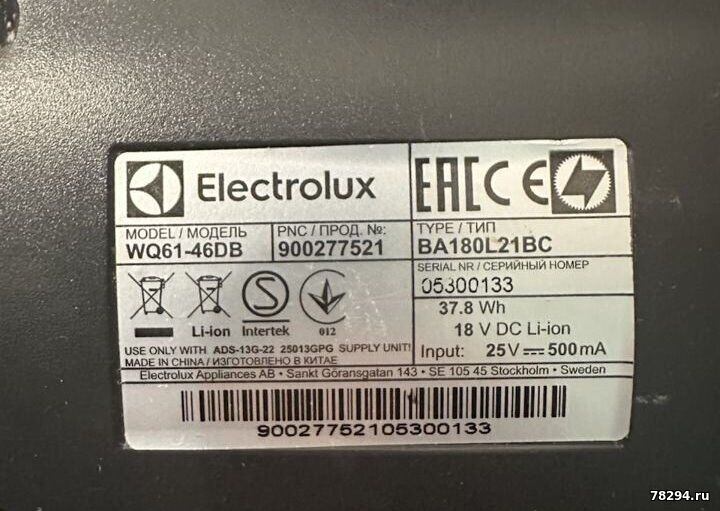 Electrolux
EAC CE
MODEL / МОДЕЛЬ
WQ61-46DB
PNC / ПРОД. №:
900277521
TYPE / ТИП
BA180L21BC
SERIAL NR / СЕРИЙНЫЙ НОМЕР
05300133
Li-ion
Intertek
012
37.8 Wh
18 V DC Li-ion
Input: 25V ⎓ 500mA
USE ONLY WITH ADS-13G-22 25013GPG SUPPLY UNIT!
MADE IN CHINA / ИЗГОТОВЛЕНО В КИТАЕ
Electrolux Appliances AB • Sankt Göransgatan 143 • SE 105 45 Stockholm • Sweden
90027752105300133
78294.ru